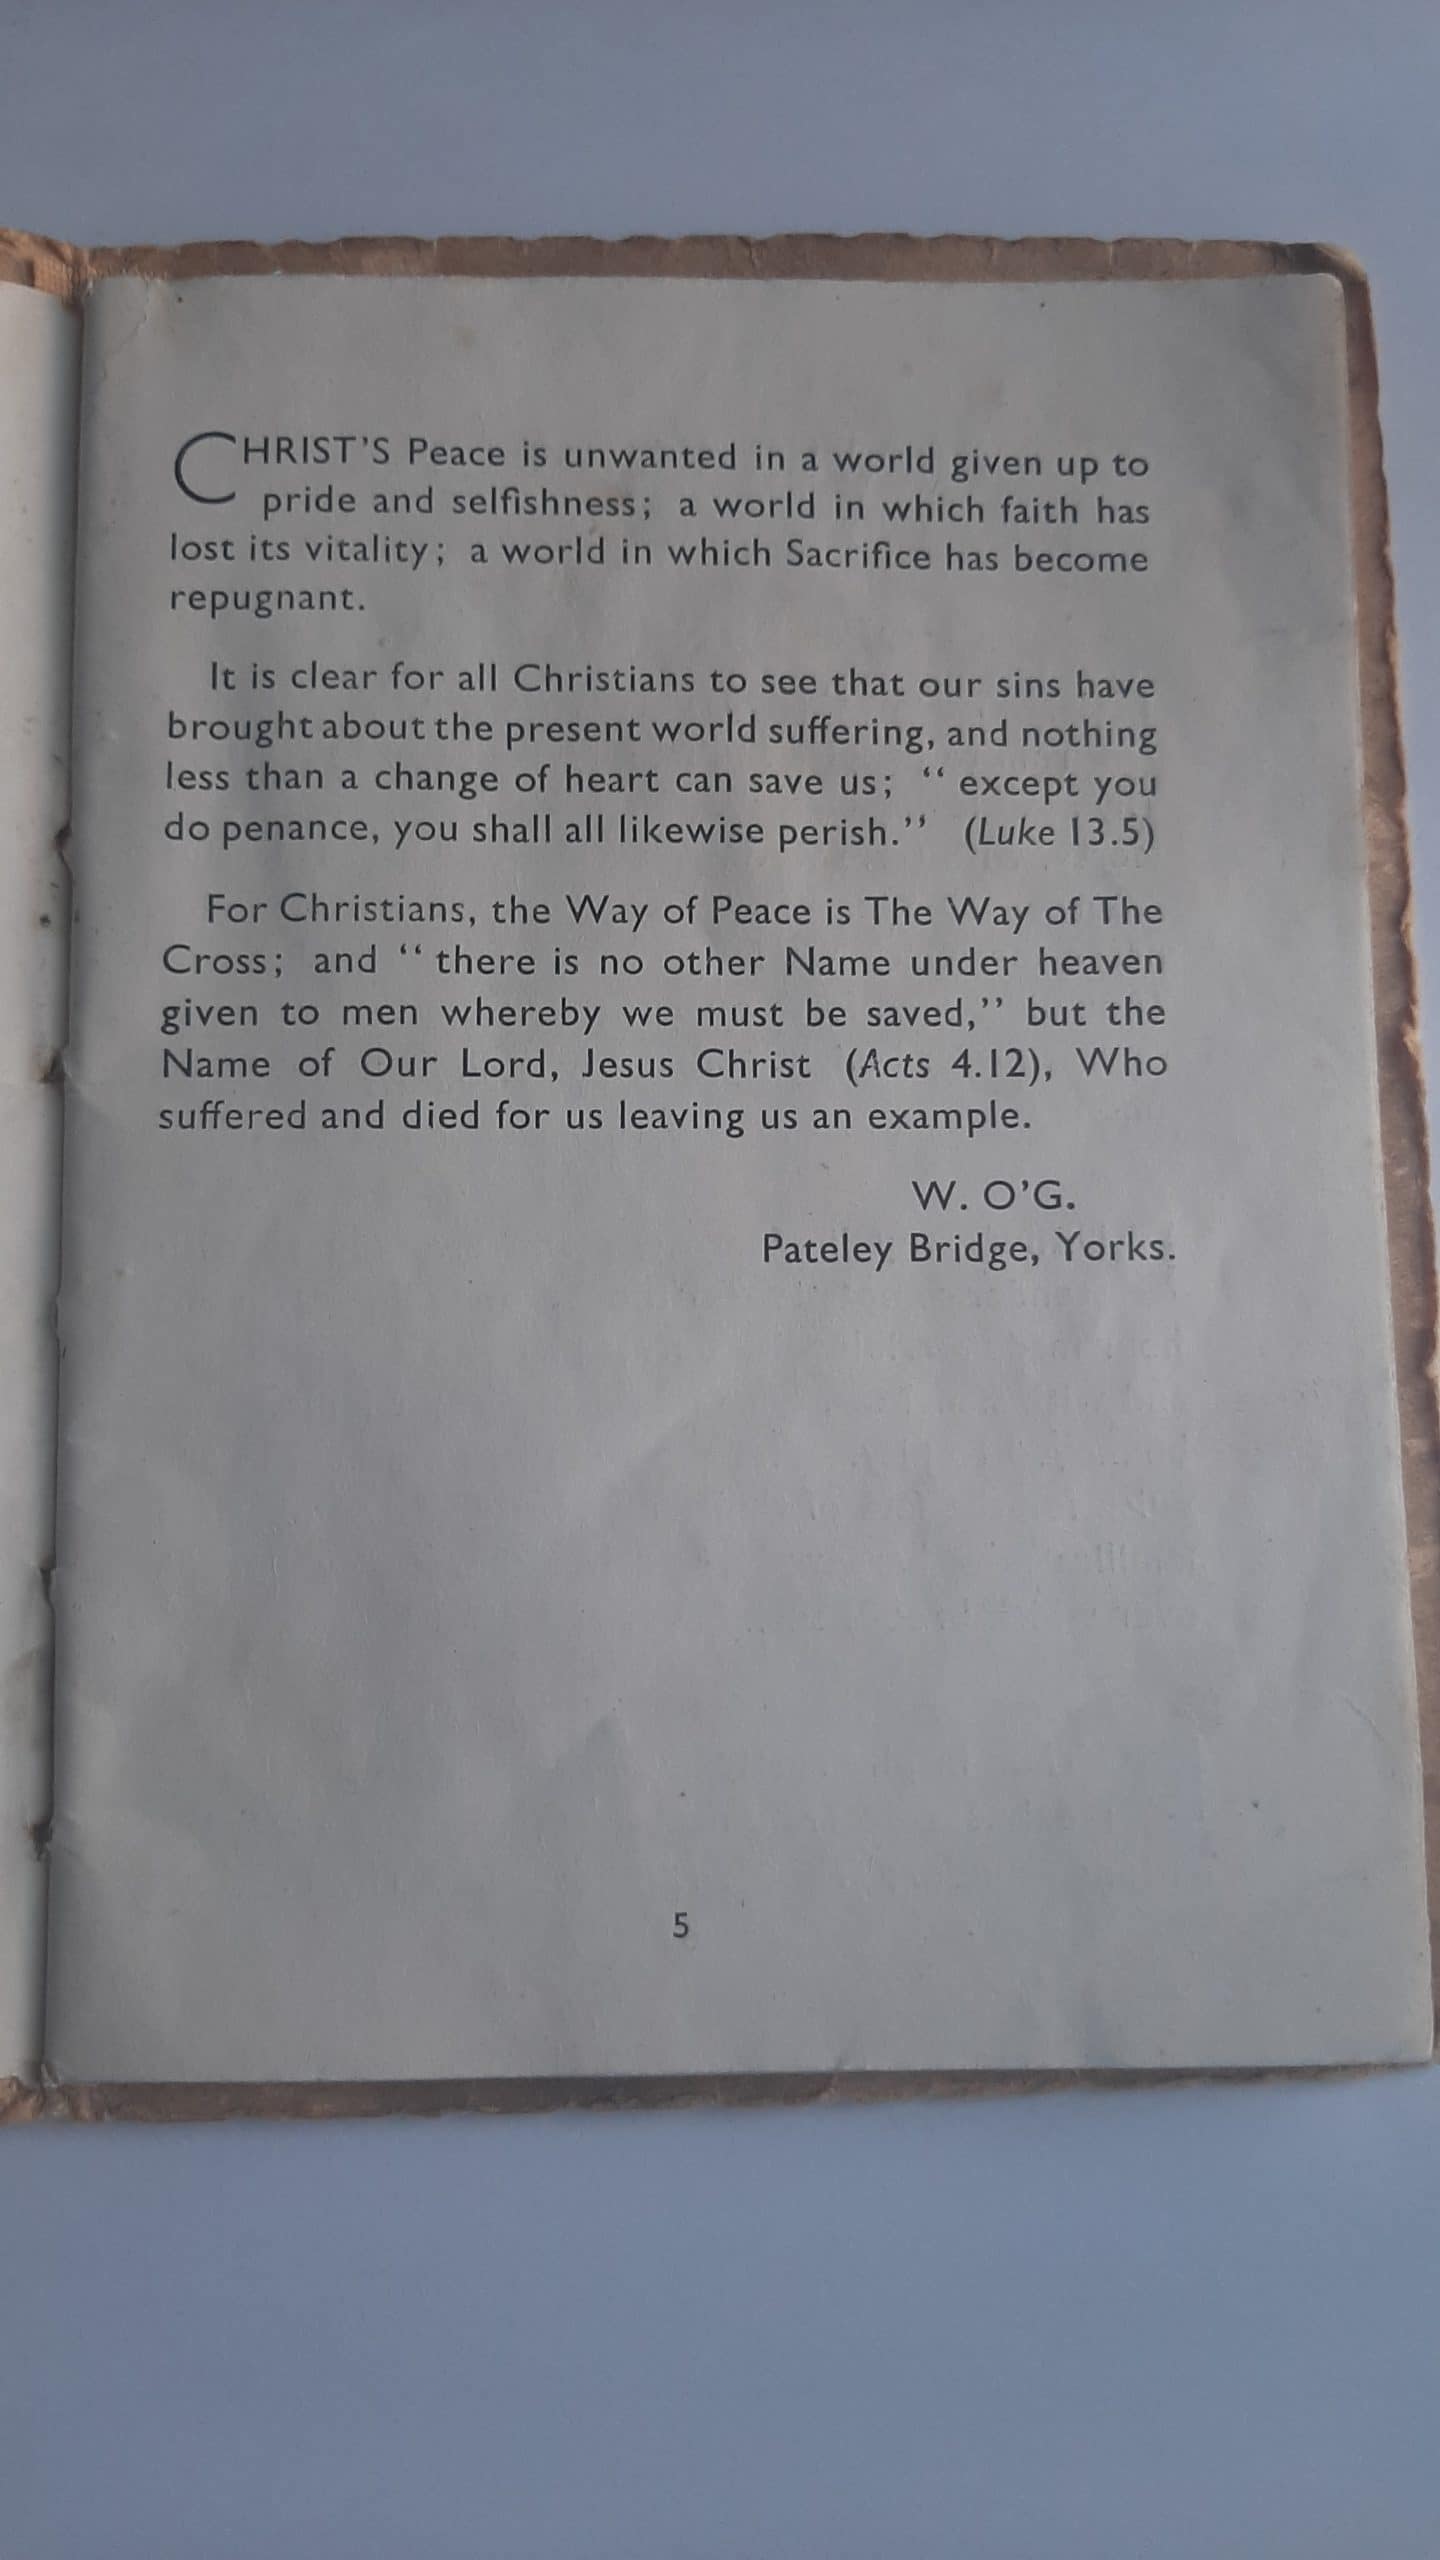 CHRIST'S Peace is unwanted in a world given up to
pride and selfishness; a world in which faith has
lost its vitality; a world in which Sacrifice has become
repugnant.
It is clear for all Christians to see that our sins have
brought about the present world suffering, and nothing
less than a change of heart can save us; “ except you
do penance, you shall all likewise perish.’’ (Luke 13.5)
For Christians, the Way of Peace is The Way of The
Cross; and “ there is no other Name under heaven
given to men whereby we must be saved,’’ but the
Name of Our Lord, Jesus Christ (Acts 4.12), Who
suffered and died for us leaving us an example.
W. O’G.
Pateley Bridge, Yorks.
5